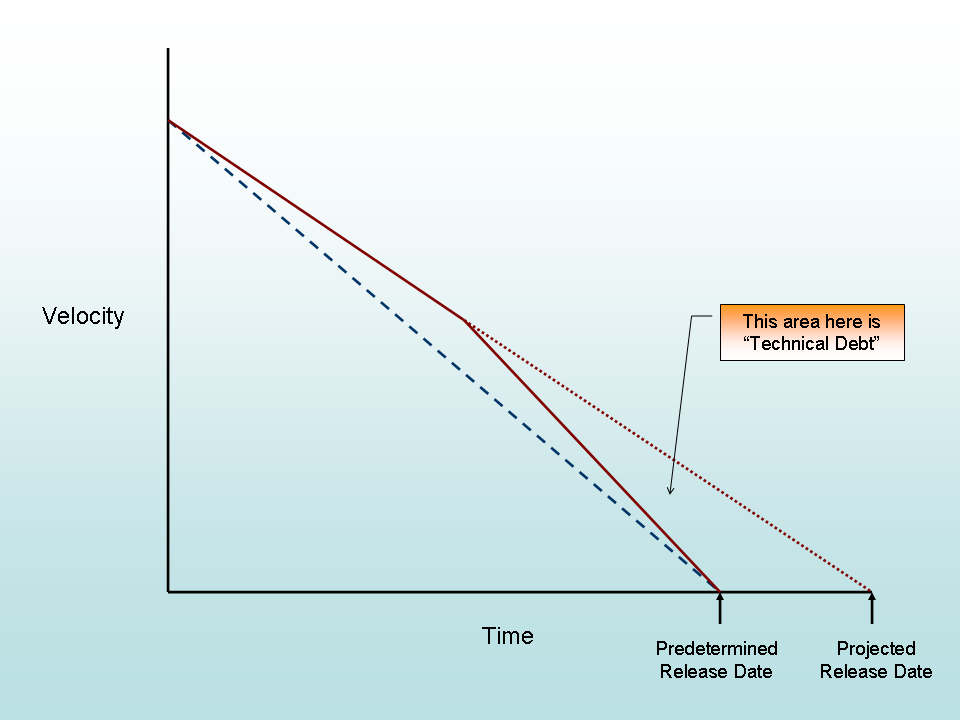 Velocity
This area here is
“Technical Debt”
Time
Predetermined
Release Date
Projected
Release Date